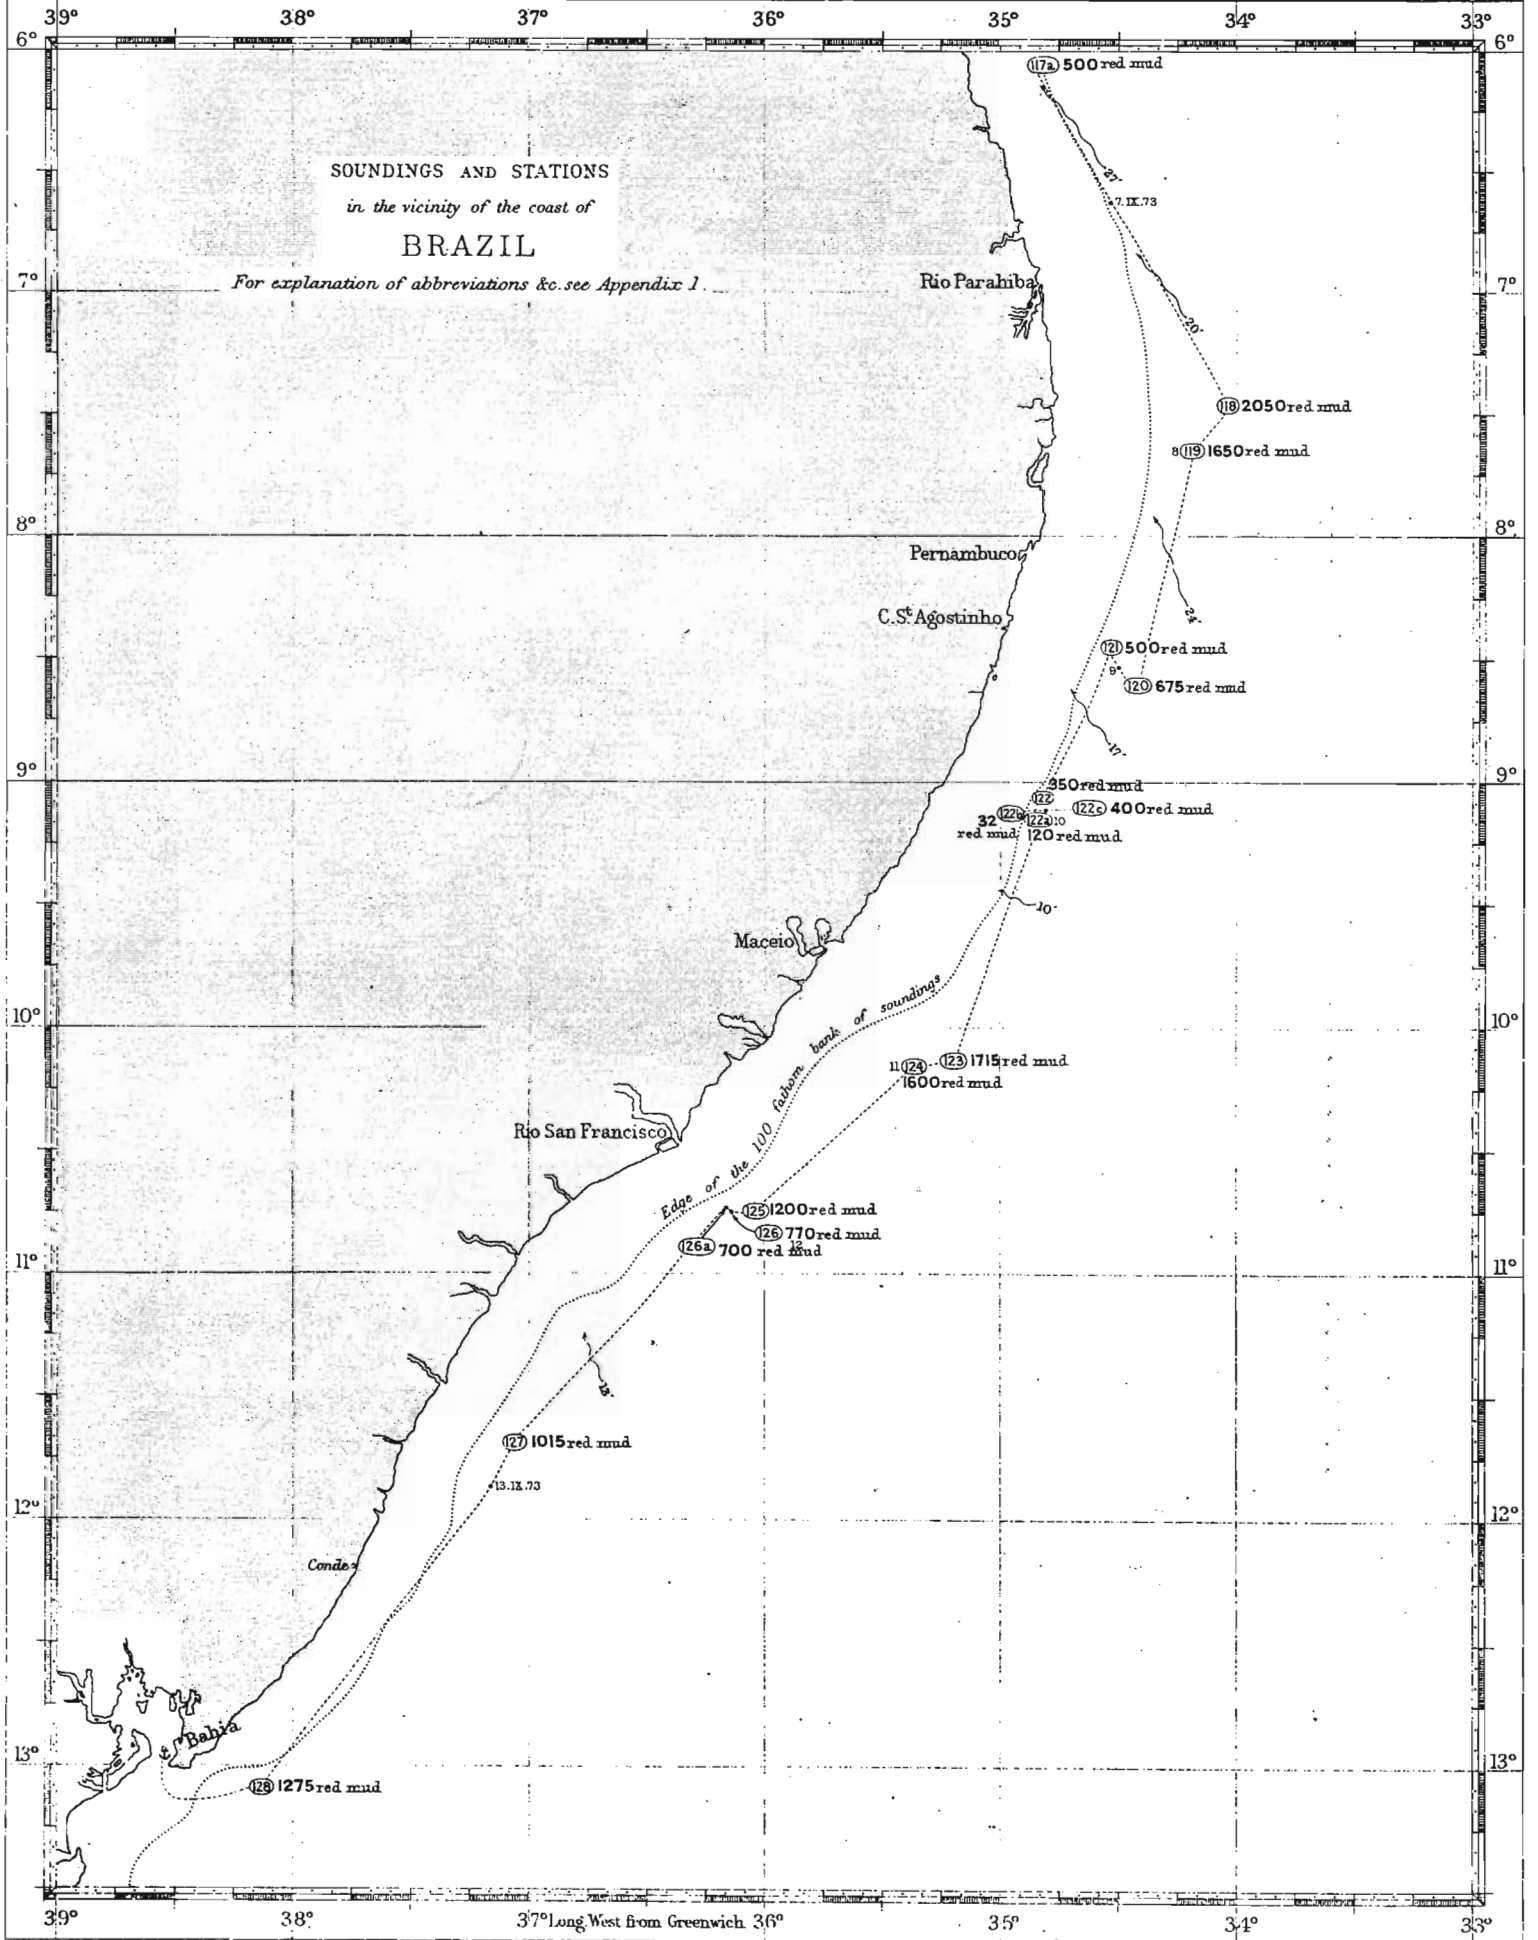 39° 38° 37° 36° 35° 34° 33°
6° 6°
117a 500 red mud
SOUNDINGS AND STATIONS
in the vicinity of the coast of
BRAZIL
For explanation of abbreviations &c. see Appendix 1.
27'
7.IX.73
7° 7°
Rio Parahiba
20'
118 2050 red mud
8 119 1650 red mud
8° 8°
Pernambuco
C. St. Agostinho
24'
121 500 red mud
9
120 675 red mud
17'
9° 9°
350 red mud
122
122c 400 red mud
122b
122a 10
32
red mud
120 red mud
10'
Maceio
Edge of the 100 fathom bank of soundings
10° 10°
123 1715 red mud
11 124
1600 red mud
Rio San Francisco
125 1200 red mud
126 770 red mud
12
126a 700 red mud
11° 11°
13'
127 1015 red mud
13.IX.73
12° 12°
Conde
Bahia
13° 13°
128 1275 red mud
39° 38° 37° Long. West from Greenwich 36° 35° 34° 33°